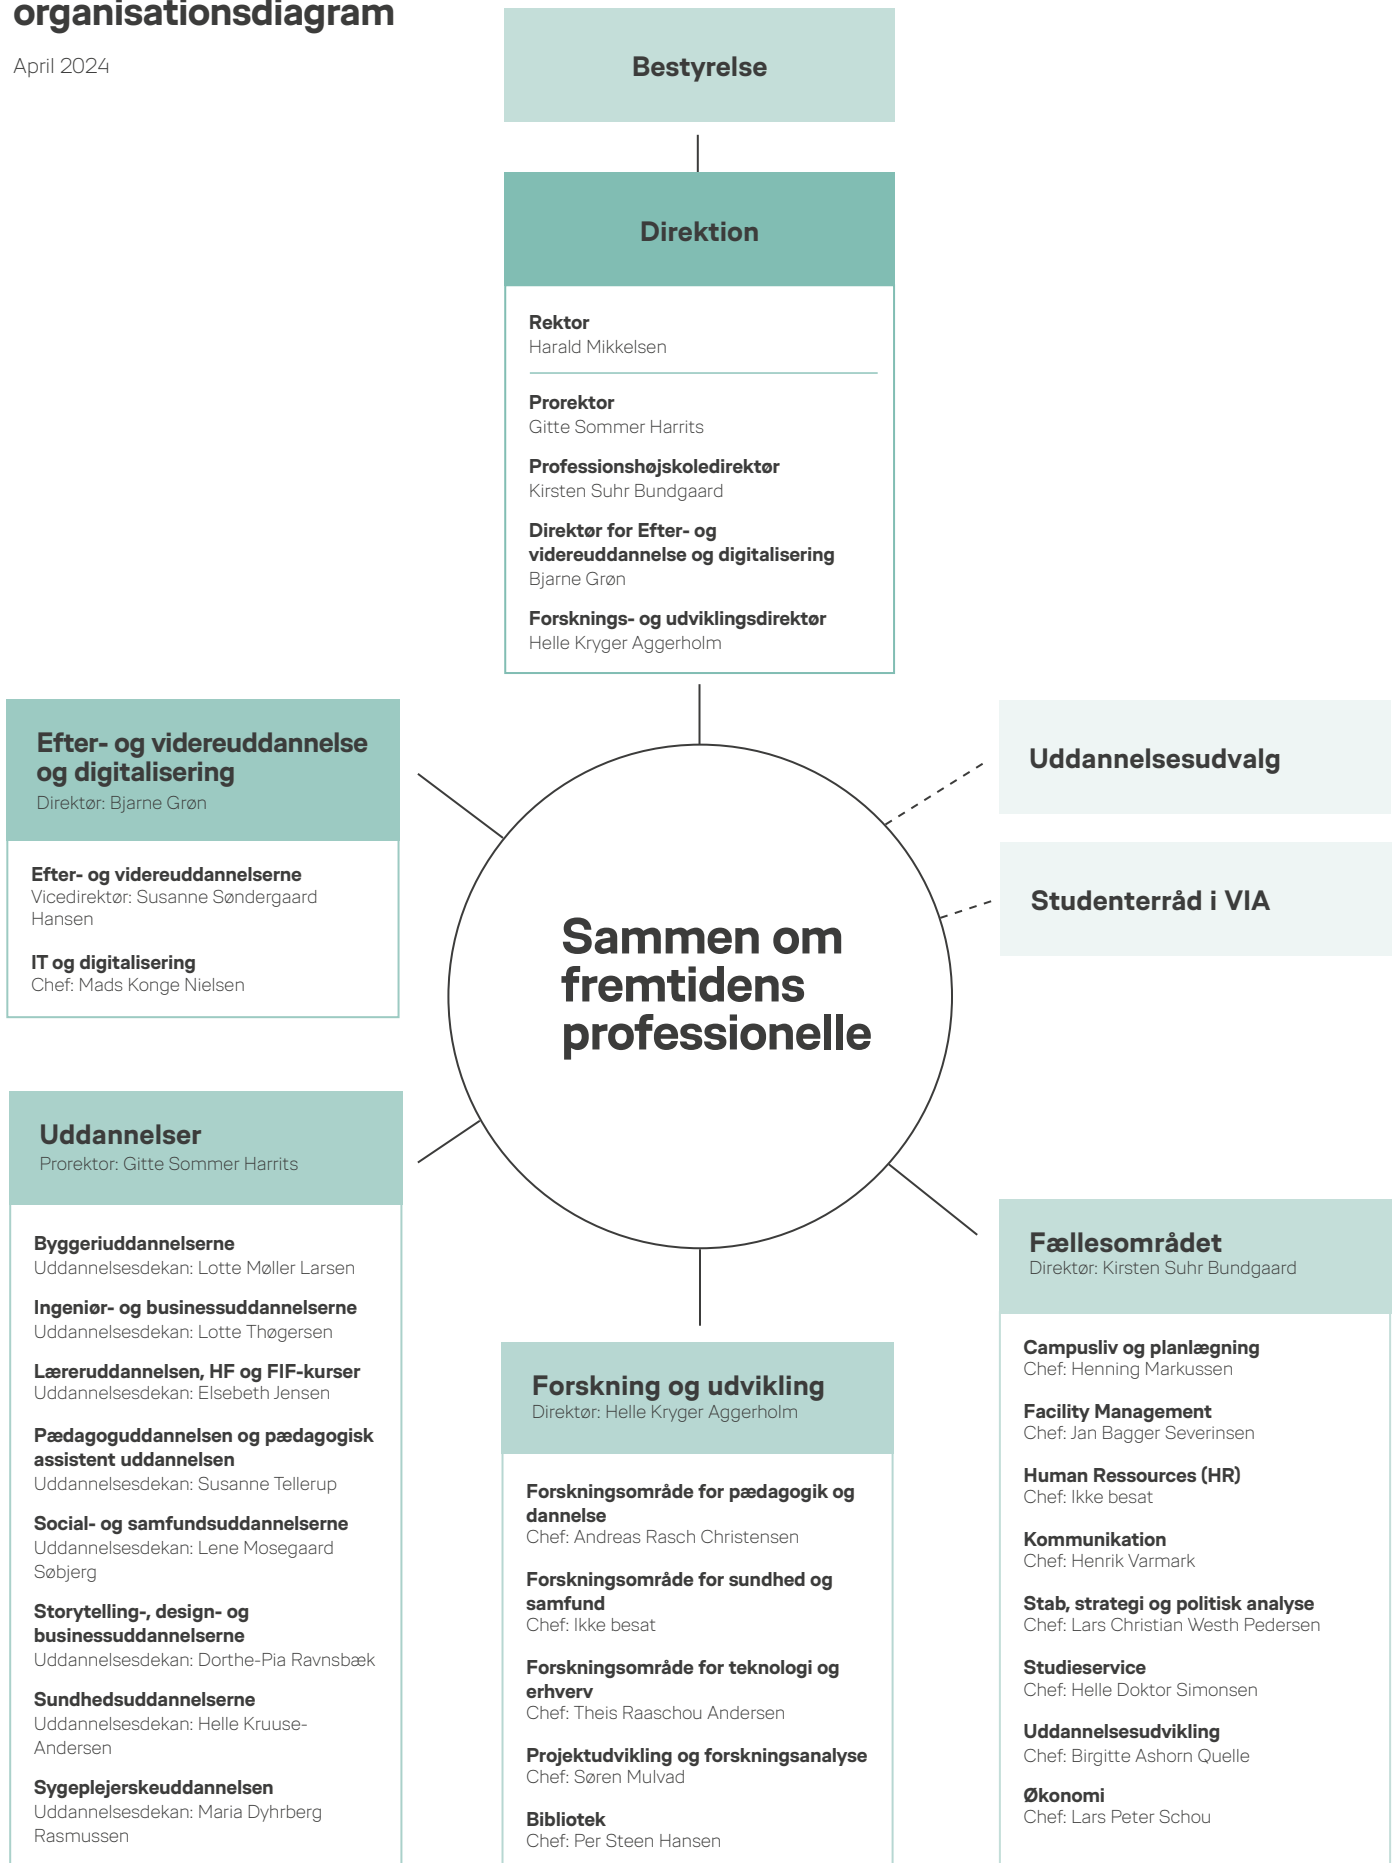 organisationsdiagram
April 2024
Bestyrelse
Direktion
Rektor
Harald Mikkelsen
Prorektor
Gitte Sommer Harrits
Professionshøjskoledirektør
Kirsten Suhr Bundgaard
Direktør for Efter- og
videreuddannelse og digitalisering
Bjarne Grøn
Forsknings- og udviklingsdirektør
Helle Kryger Aggerholm
Efter- og videreuddannelse
og digitalisering
Direktør: Bjarne Grøn
Efter- og videreuddannelserne
Vicedirektør: Susanne Søndergaard
Hansen
IT og digitalisering
Chef: Mads Konge Nielsen
Uddannelsesudvalg
Studenterråd i VIA
Sammen om
fremtidens
professionelle
Uddannelser
Prorektor: Gitte Sommer Harrits
Byggeriuddannelserne
Uddannelsesdekan: Lotte Møller Larsen
Ingeniør- og businessuddannelserne
Uddannelsesdekan: Lotte Thøgersen
Læreruddannelsen, HF og FIF-kurser
Uddannelsesdekan: Elsebeth Jensen
Pædagoguddannelsen og pædagogisk
assistent uddannelsen
Uddannelsesdekan: Susanne Tellerup
Social- og samfundsuddannelserne
Uddannelsesdekan: Lene Mosegaard
Søbjerg
Storytelling-, design- og
businessuddannelserne
Uddannelsesdekan: Dorthe-Pia Ravnsbæk
Sundhedsuddannelserne
Uddannelsesdekan: Helle Kruuse-
Andersen
Sygeplejerskeuddannelsen
Uddannelsesdekan: Maria Dyhrberg
Rasmussen
Forskning og udvikling
Direktør: Helle Kryger Aggerholm
Forskningsområde for pædagogik og
dannelse
Chef: Andreas Rasch Christensen
Forskningsområde for sundhed og
samfund
Chef: Ikke besat
Forskningsområde for teknologi og
erhverv
Chef: Theis Raaschou Andersen
Projektudvikling og forskningsanalyse
Chef: Søren Mulvad
Bibliotek
Chef: Per Steen Hansen
Fællesområdet
Direktør: Kirsten Suhr Bundgaard
Campusliv og planlægning
Chef: Henning Markussen
Facility Management
Chef: Jan Bagger Severinsen
Human Ressources (HR)
Chef: Ikke besat
Kommunikation
Chef: Henrik Varmark
Stab, strategi og politisk analyse
Chef: Lars Christian Westh Pedersen
Studieservice
Chef: Helle Doktor Simonsen
Uddannelsesudvikling
Chef: Birgitte Ashorn Quelle
Økonomi
Chef: Lars Peter Schou